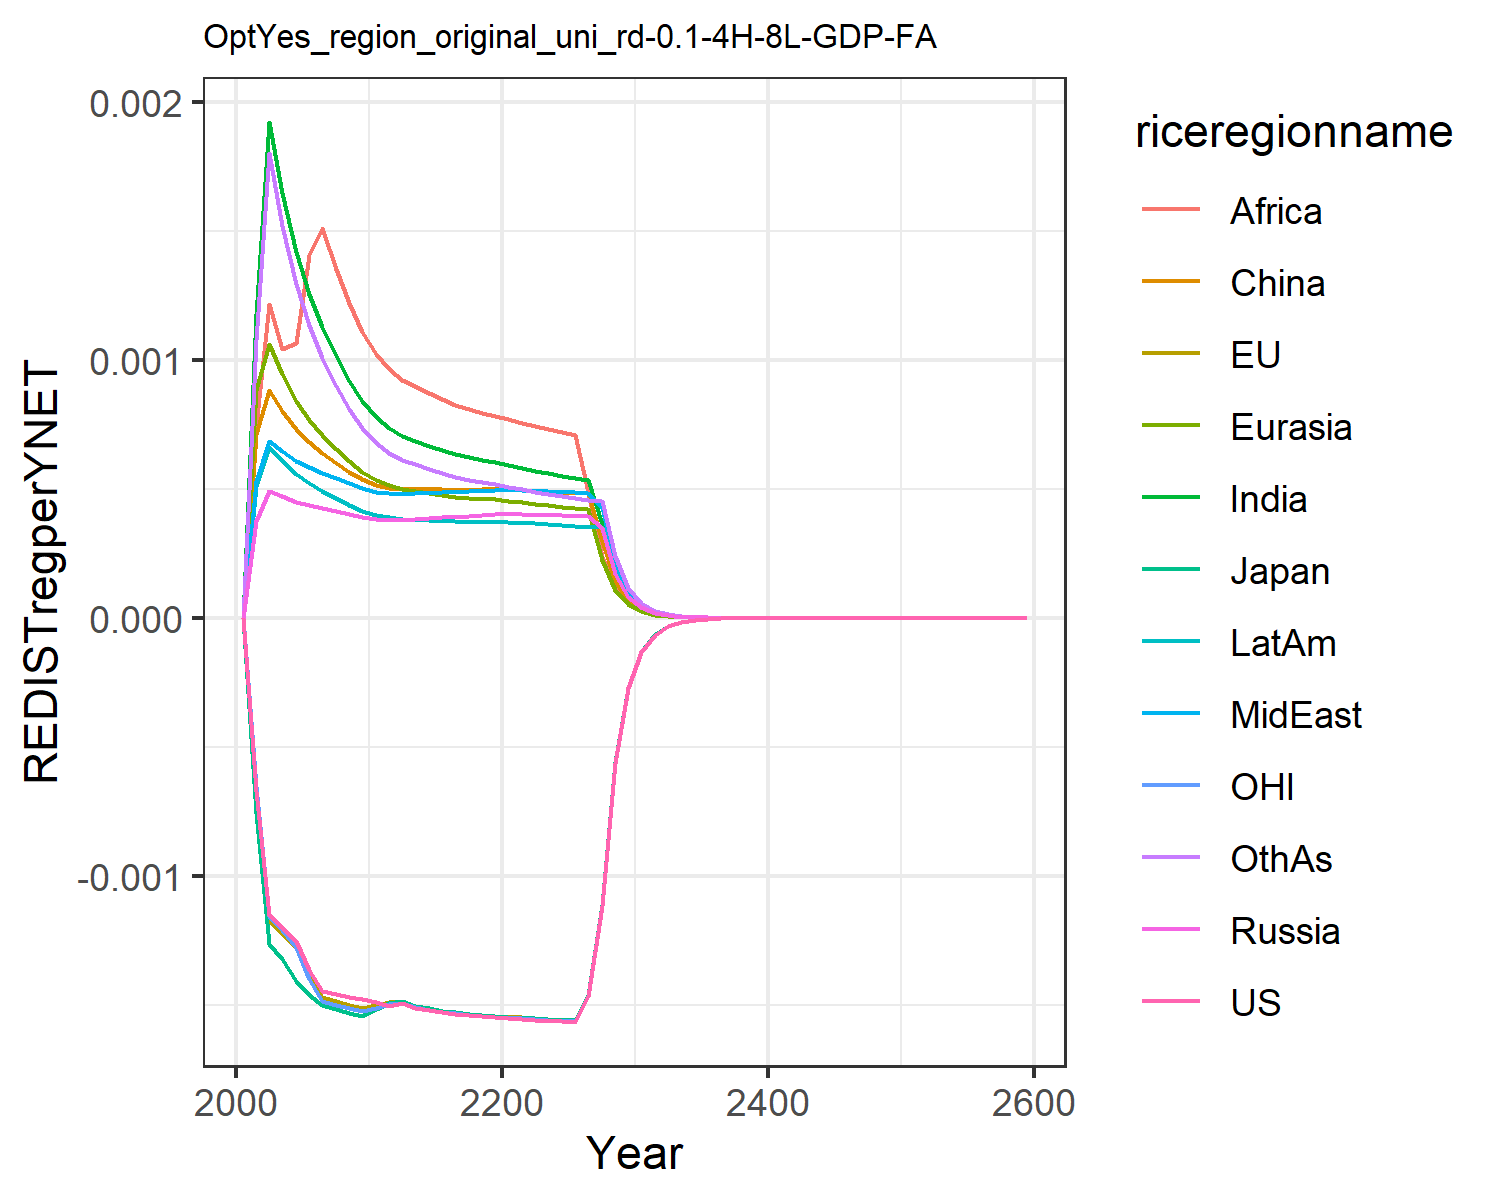 OptYes_region_original_uni_rd-0.1-4H-8L-GDP-FA
REDISTregperYNET
0.002
0.001
0.000
-0.001
2000
2200
2400
2600
Year
riceregionname
Africa
China
EU
Eurasia
India
Japan
LatAm
MidEast
OHI
OthAs
Russia
US